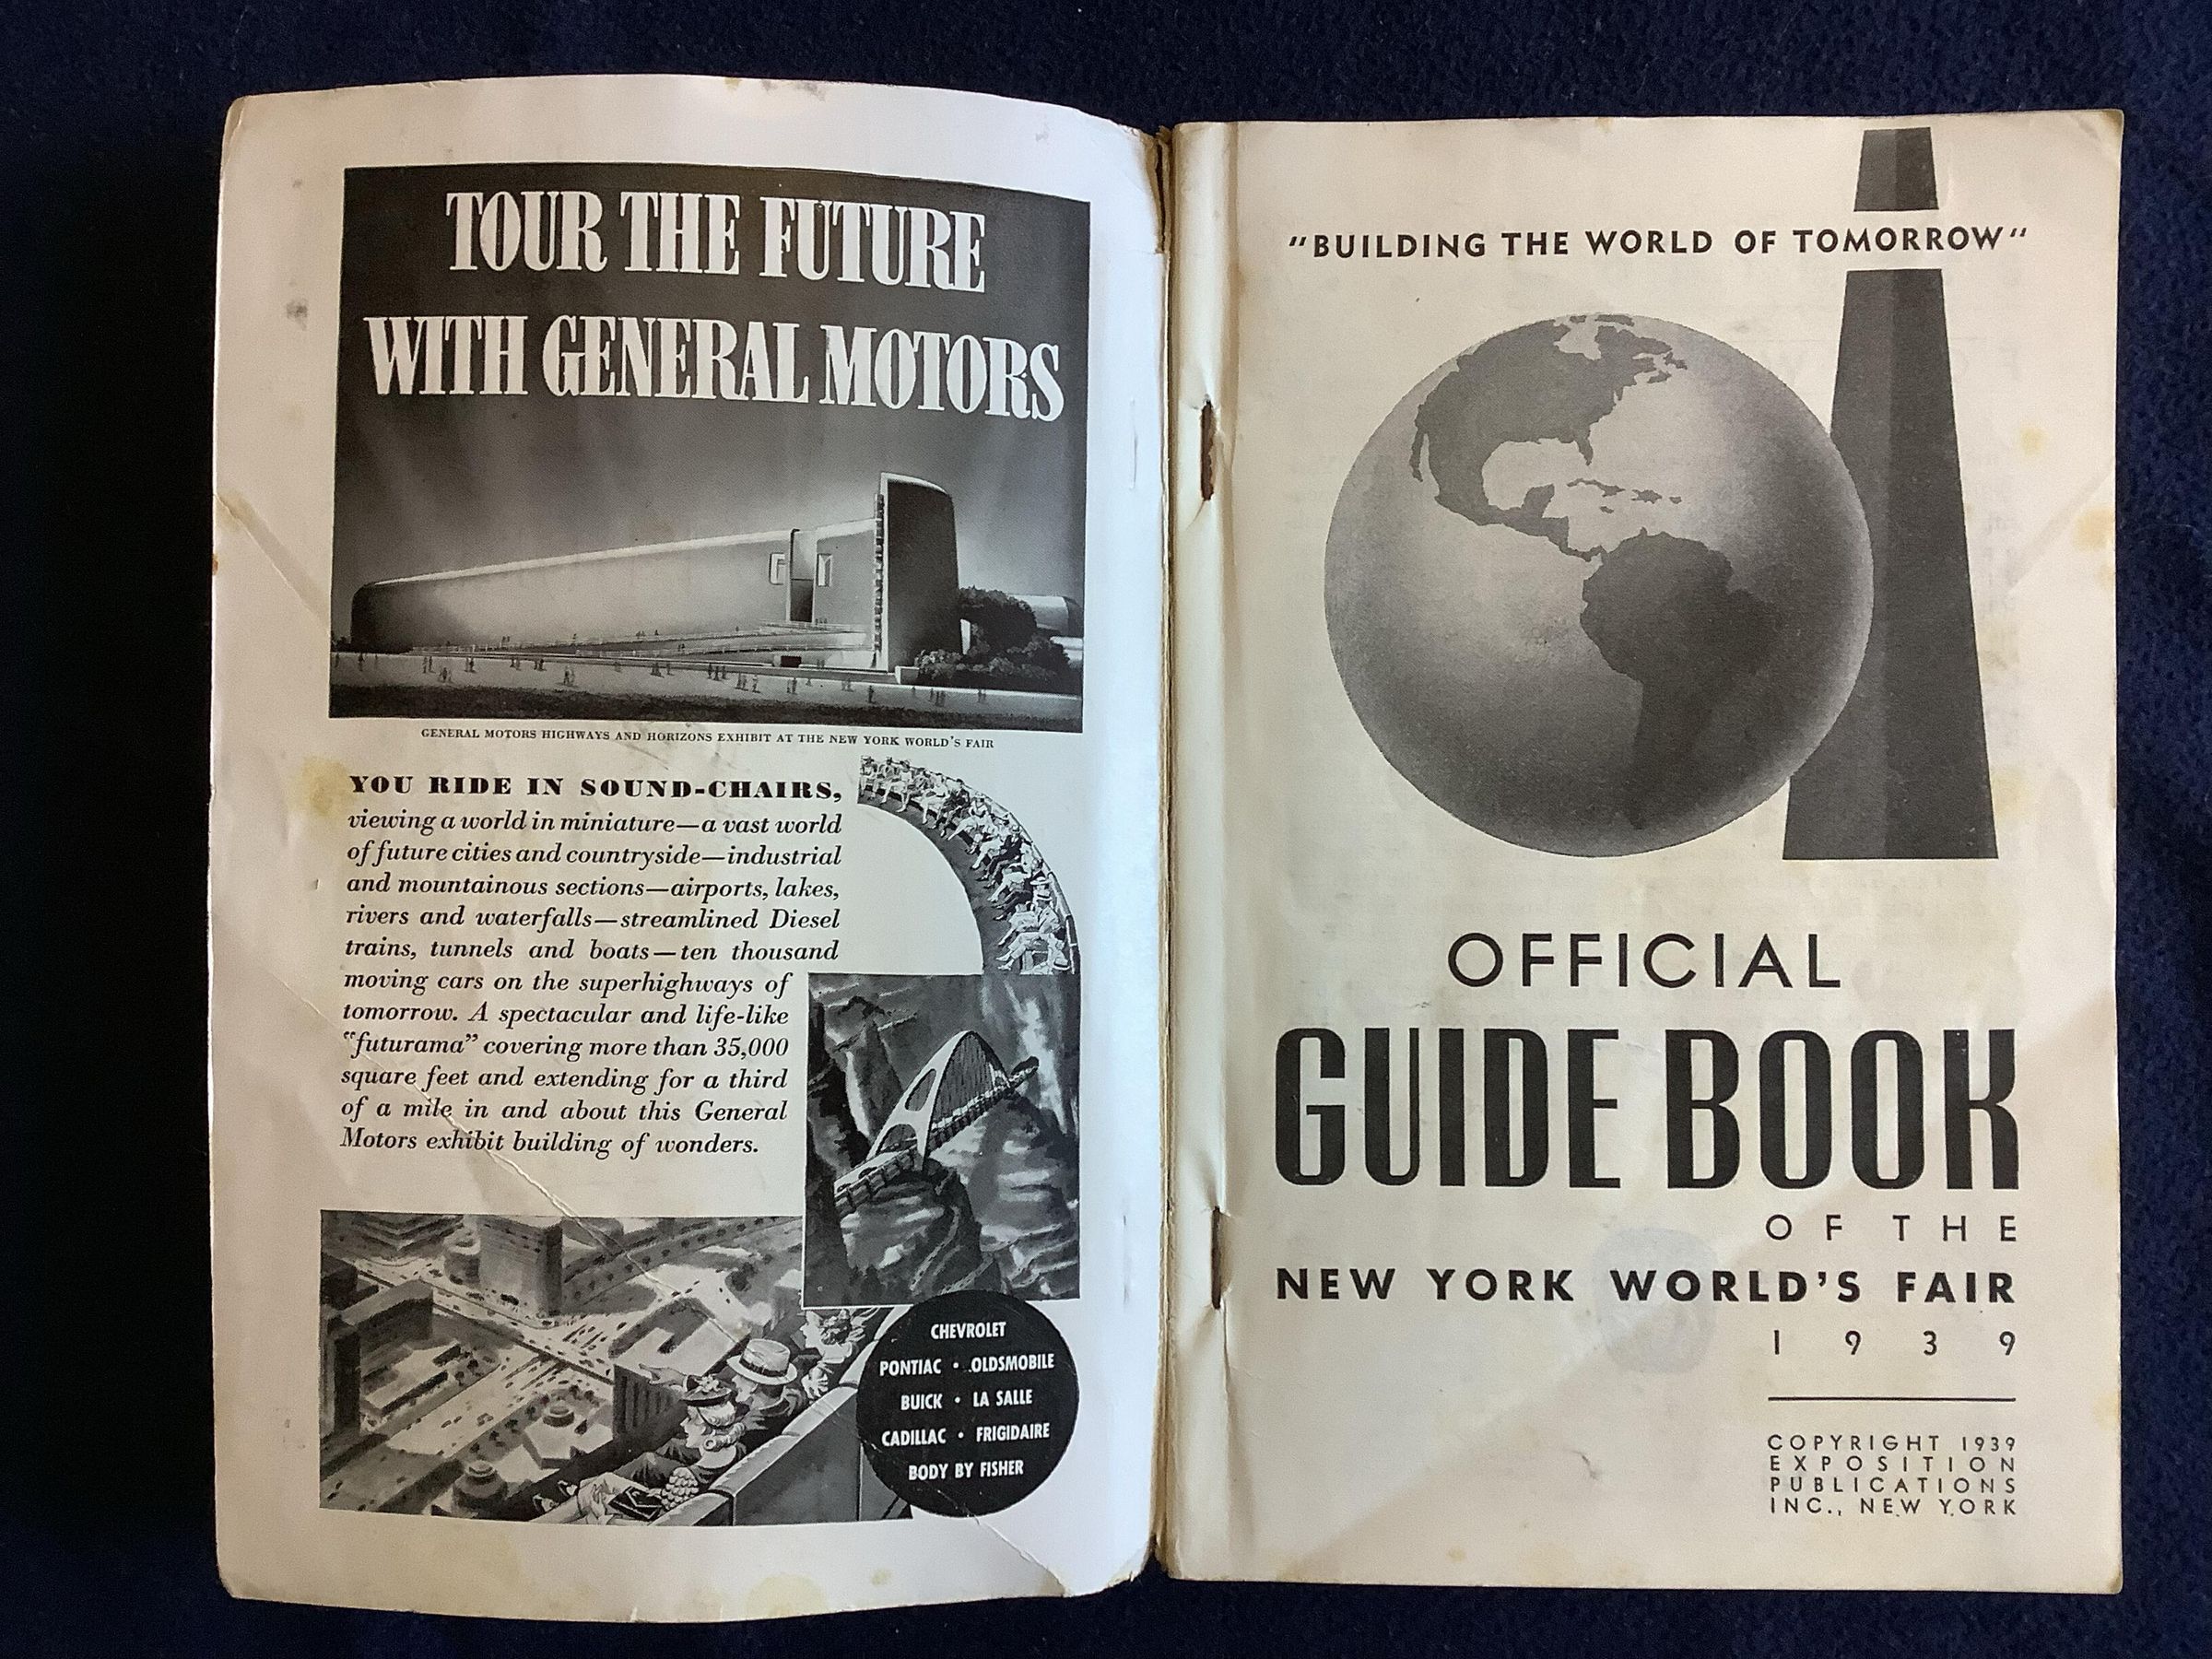 TOUR THE FUTURE
WITH GENERAL MOTORS
GENERAL MOTORS HIGHWAYS AND HORIZONS EXHIBIT AT THE NEW YORK WORLD'S FAIR
YOU RIDE IN SOUND-CHAIRS,
viewing a world in miniature—a vast world
of future cities and countryside—industrial
and mountainous sections—airports, lakes,
rivers and waterfalls—streamlined Diesel
trains, tunnels and boats—ten thousand
moving cars on the superhighways of
tomorrow. A spectacular and life-like
"futurama" covering more than 35,000
square feet and extending for a third
of a mile in and about this General
Motors exhibit building of wonders.
CHEVROLET
PONTIAC • OLDSMOBILE
BUICK • LA SALLE
CADILLAC • FRIGIDAIRE
BODY BY FISHER
"BUILDING THE WORLD OF TOMORROW"
OFFICIAL
GUIDE BOOK
OF THE
NEW YORK WORLD'S FAIR
1939
COPYRIGHT 1939
EXPOSITION
PUBLICATIONS
INC., NEW YORK